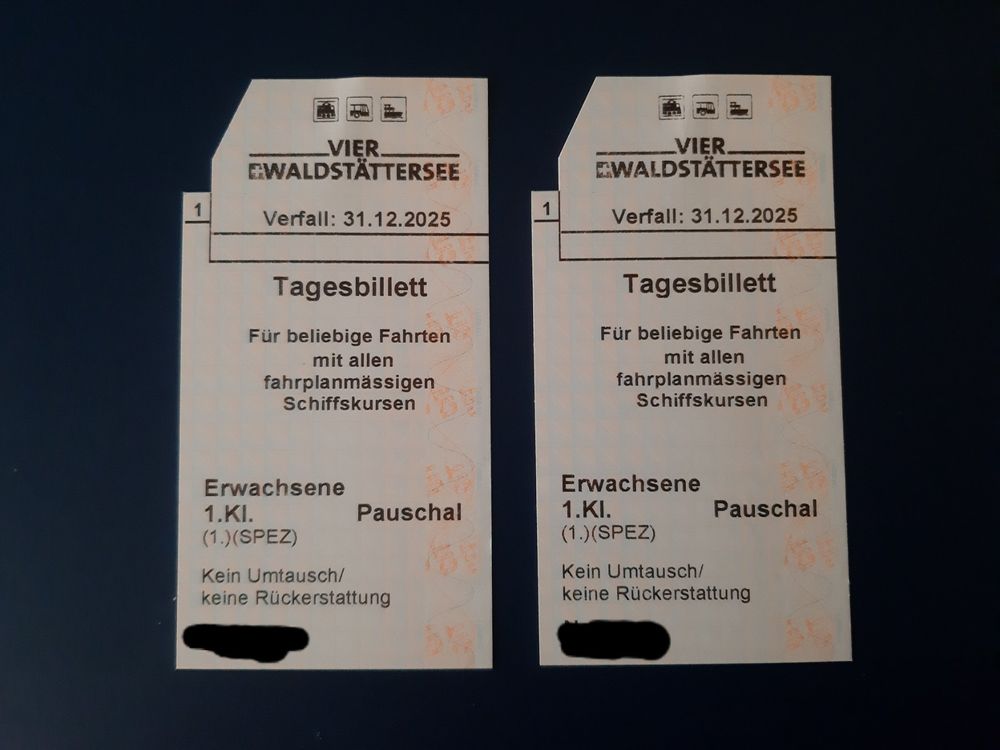 VIER
WALDSTÄTTERSEE
1
Verfall: 31.12.2025
Tagesbillett
Für beliebige Fahrten
mit allen
fahrplanmässigen
Schiffskursen
Erwachsene
1.Kl. Pauschal
(1.)(SPEZ)
Kein Umtausch/
keine Rückerstattung
VIER
WALDSTÄTTERSEE
1
Verfall: 31.12.2025
Tagesbillett
Für beliebige Fahrten
mit allen
fahrplanmässigen
Schiffskursen
Erwachsene
1.Kl. Pauschal
(1.)(SPEZ)
Kein Umtausch/
keine Rückerstattung